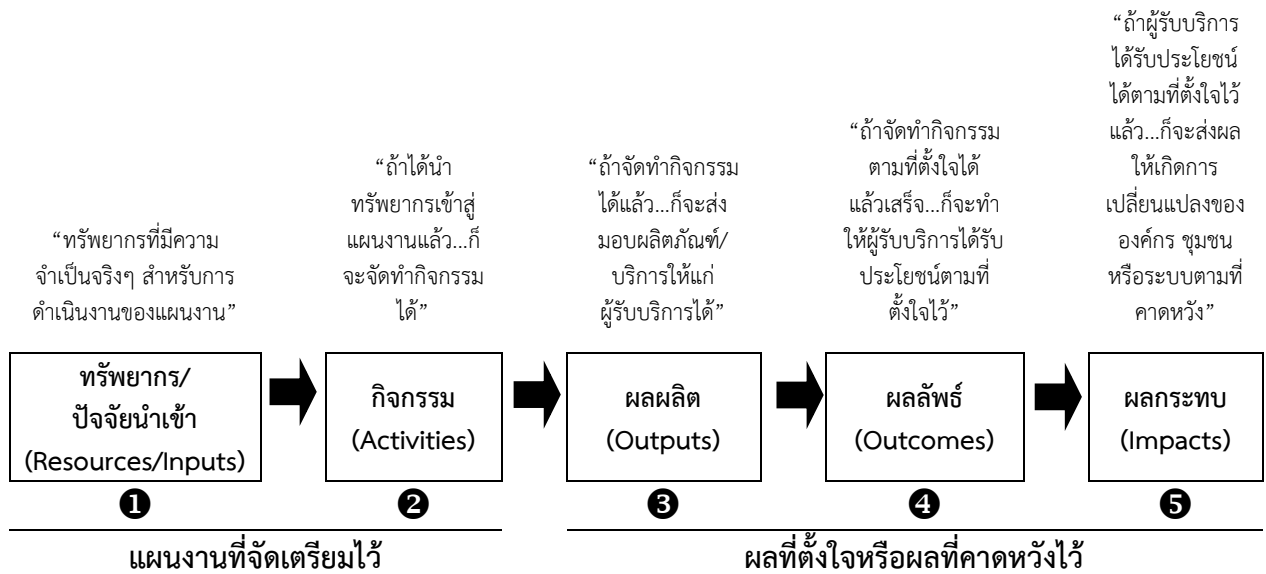 “ทรัพยากรที่มีความ
จำเป็นจริงๆ สำหรับการ
ดำเนินงานของแผนงาน”
“ถ้าได้นำ
ทรัพยากรเข้าสู่
แผนงานแล้ว...ก็
จะจัดทำกิจกรรม
ได้”
“ถ้าจัดทำกิจกรรม
ได้แล้ว...ก็จะส่ง
มอบผลิตภัณฑ์/
บริการให้แก่
ผู้รับบริการได้”
“ถ้าจัดทำกิจกรรม
ตามที่ตั้งใจได้
แล้วเสร็จ...ก็จะทำ
ให้ผู้รับบริการได้รับ
ประโยชน์ตามที่
ตั้งใจไว้”
“ถ้าผู้รับบริการ
ได้รับประโยชน์
ได้ตามที่ตั้งใจไว้
แล้ว...ก็จะส่งผล
ให้เกิดการ
เปลี่ยนแปลงของ
องค์กร ชุมชน
หรือระบบตามที่
คาดหวัง”
ทรัพยากร/
ปัจจัยนำเข้า
(Resources/Inputs)
กิจกรรม
(Activities)
ผลผลิต
(Outputs)
ผลลัพธ์
(Outcomes)
ผลกระทบ
(Impacts)
❶
❷
❸
❹
❺
แผนงานที่จัดเตรียมไว้
ผลที่ตั้งใจหรือผลที่คาดหวังไว้